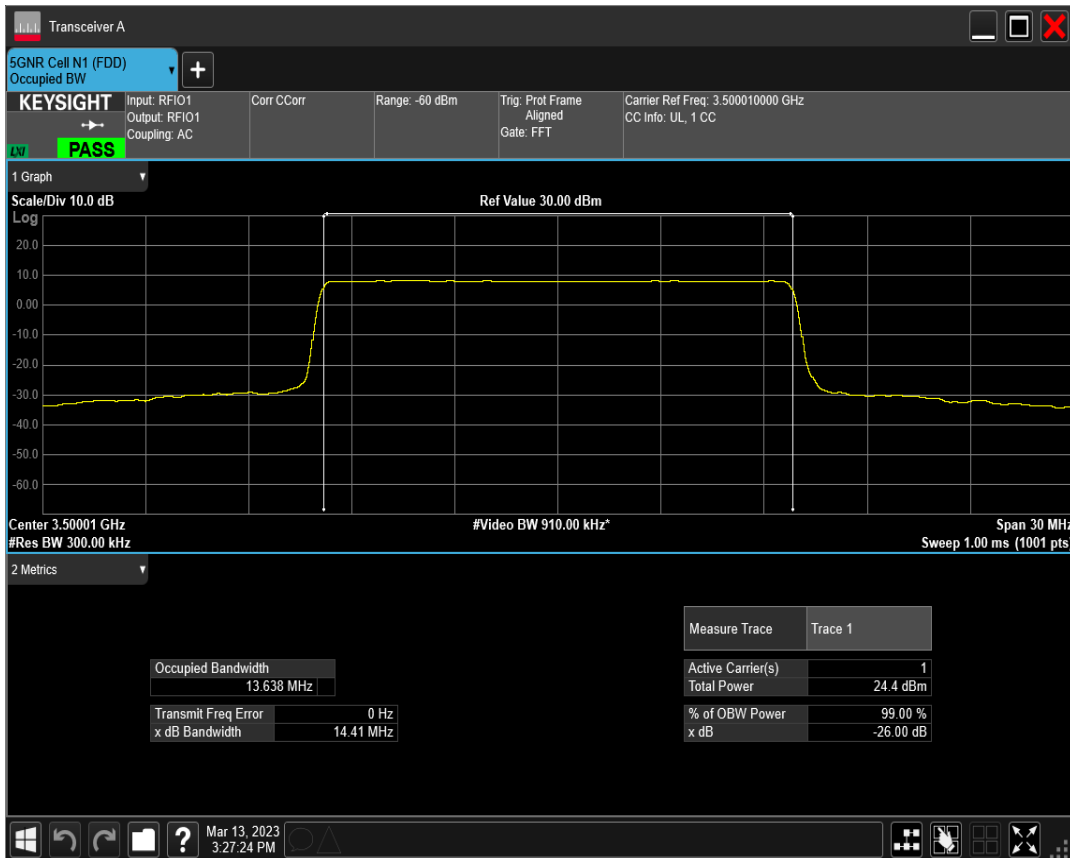 Transceiver A
5GNR Cell N1 (FDD)
Occupied BW
+
KEYSIGHT
LXI
PASS
Input: RFIO1
Output: RFIO1
Coupling: AC
Corr CCorr
Range: -60 dBm
Trig: Prot Frame
Aligned
Gate: FFT
Carrier Ref Freq: 3.500010000 GHz
CC Info: UL, 1 CC
1 Graph
Scale/Div 10.0 dB
Ref Value 30.00 dBm
Log
20.0
10.0
0.00
-10.0
-20.0
-30.0
-40.0
-50.0
-60.0
Center 3.50001 GHz
#Video BW 910.00 kHz*
Span 30 MHz
#Res BW 300.00 kHz
Sweep 1.00 ms (1001 pts)
2 Metrics
Measure Trace Trace 1
Occupied Bandwidth
13.638 MHz
Active Carrier(s) 1
Total Power 24.4 dBm
Transmit Freq Error 0 Hz
x dB Bandwidth 14.41 MHz
% of OBW Power 99.00 %
x dB -26.00 dB
?
Mar 13, 2023
3:27:24 PM